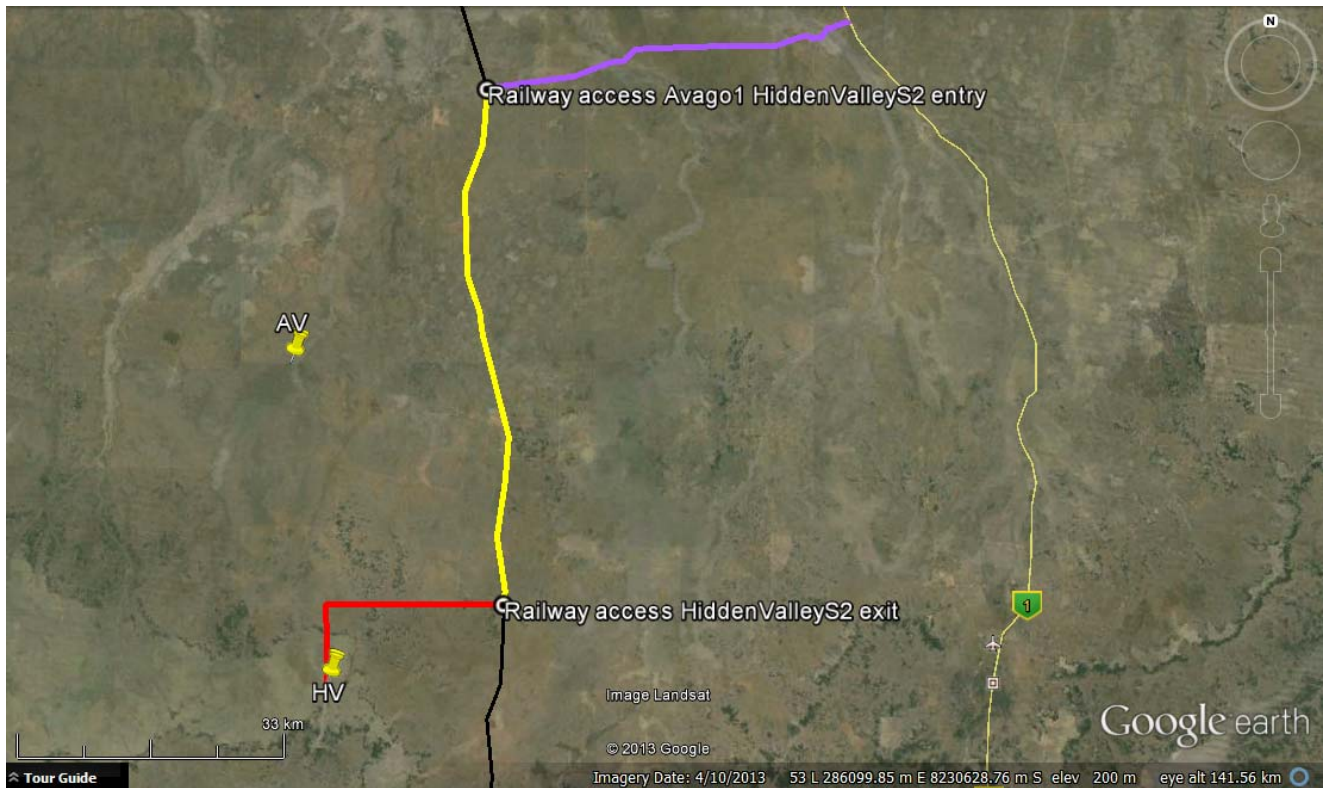 N
Railway access Avago1 HiddenValleyS2 entry
AV
1
Railway access HiddenValleyS2 exit
HV
Image Landsat
33 km
Google earth
© 2013 Google
Tour Guide
Imagery Date: 4/10/2013 53 L 286099.85 m E 8230628.76 m S elev 200 m eye alt 141.56 km